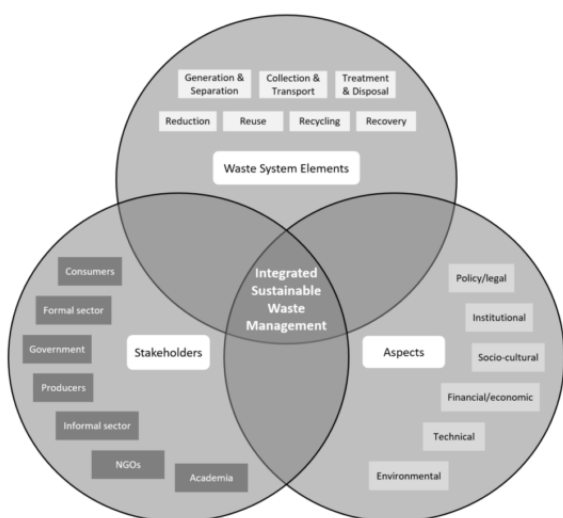 Generation &
Separation
Collection &
Transport
Treatment
& Disposal
Reduction
Reuse
Recycling
Recovery
Waste System Elements
Integrated
Sustainable
Waste
Management
Consumers
Formal sector
Government
Producers
Informal sector
NGOs
Academia
Stakeholders
Aspects
Policy/legal
Institutional
Socio-cultural
Financial/economic
Technical
Environmental